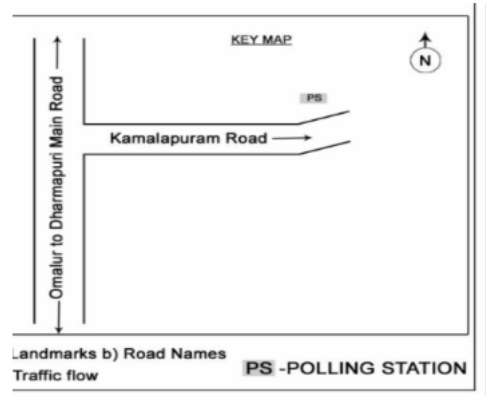 KEY MAP
N
PS
Kamalapuram Road
Omalur to Dharmapuri Main Road
Landmarks b) Road Names
Traffic flow
PS -POLLING STATION